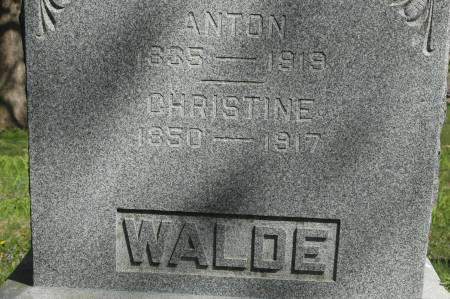 ANTON
1835 — 1919
CHRISTINE
1850 — 1917
WALDE